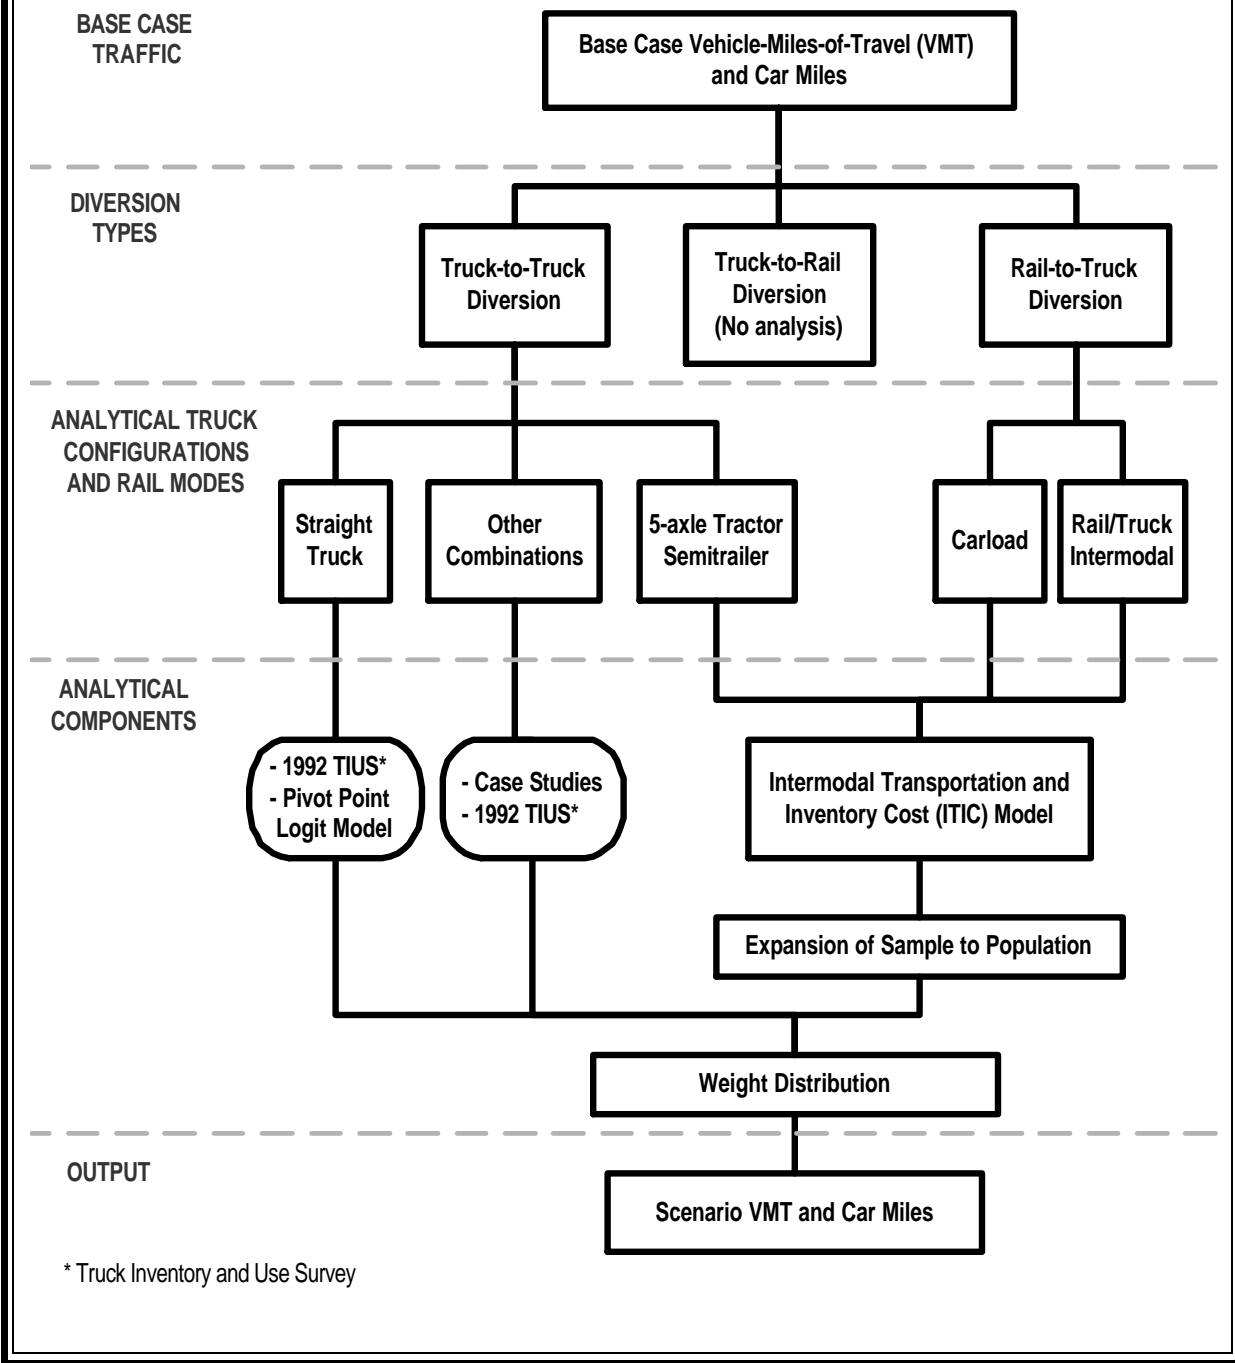 BASE CASE
TRAFFIC
Base Case Vehicle-Miles-of-Travel (VMT)
and Car Miles
DIVERSION
TYPES
Truck-to-Truck
Diversion
Truck-to-Rail
Diversion
(No analysis)
Rail-to-Truck
Diversion
ANALYTICAL TRUCK
CONFIGURATIONS
AND RAIL MODES
Straight
Truck
Other
Combinations
5-axle Tractor
Semitrailer
Carload
Rail/Truck
Intermodal
ANALYTICAL
COMPONENTS
- 1992 TIUS*
- Pivot Point
Logit Model
- Case Studies
- 1992 TIUS*
Intermodal Transportation and
Inventory Cost (ITIC) Model
Expansion of Sample to Population
Weight Distribution
OUTPUT
Scenario VMT and Car Miles
* Truck Inventory and Use Survey